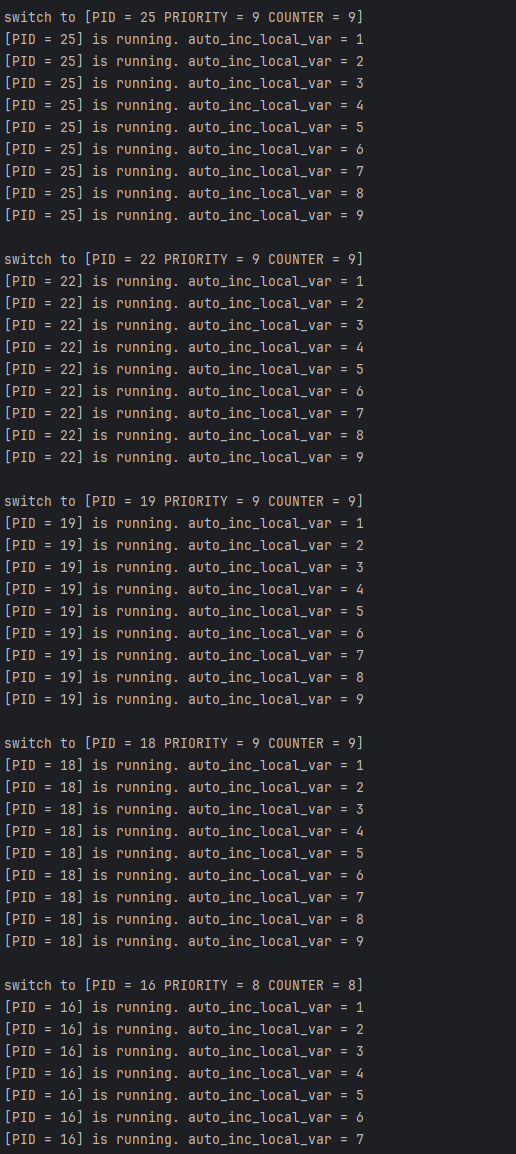 switch to [PID = 25 PRIORITY = 9 COUNTER = 9]
[PID = 25] is running. auto_inc_local_var = 1
[PID = 25] is running. auto_inc_local_var = 2
[PID = 25] is running. auto_inc_local_var = 3
[PID = 25] is running. auto_inc_local_var = 4
[PID = 25] is running. auto_inc_local_var = 5
[PID = 25] is running. auto_inc_local_var = 6
[PID = 25] is running. auto_inc_local_var = 7
[PID = 25] is running. auto_inc_local_var = 8
[PID = 25] is running. auto_inc_local_var = 9

switch to [PID = 22 PRIORITY = 9 COUNTER = 9]
[PID = 22] is running. auto_inc_local_var = 1
[PID = 22] is running. auto_inc_local_var = 2
[PID = 22] is running. auto_inc_local_var = 3
[PID = 22] is running. auto_inc_local_var = 4
[PID = 22] is running. auto_inc_local_var = 5
[PID = 22] is running. auto_inc_local_var = 6
[PID = 22] is running. auto_inc_local_var = 7
[PID = 22] is running. auto_inc_local_var = 8
[PID = 22] is running. auto_inc_local_var = 9

switch to [PID = 19 PRIORITY = 9 COUNTER = 9]
[PID = 19] is running. auto_inc_local_var = 1
[PID = 19] is running. auto_inc_local_var = 2
[PID = 19] is running. auto_inc_local_var = 3
[PID = 19] is running. auto_inc_local_var = 4
[PID = 19] is running. auto_inc_local_var = 5
[PID = 19] is running. auto_inc_local_var = 6
[PID = 19] is running. auto_inc_local_var = 7
[PID = 19] is running. auto_inc_local_var = 8
[PID = 19] is running. auto_inc_local_var = 9

switch to [PID = 18 PRIORITY = 9 COUNTER = 9]
[PID = 18] is running. auto_inc_local_var = 1
[PID = 18] is running. auto_inc_local_var = 2
[PID = 18] is running. auto_inc_local_var = 3
[PID = 18] is running. auto_inc_local_var = 4
[PID = 18] is running. auto_inc_local_var = 5
[PID = 18] is running. auto_inc_local_var = 6
[PID = 18] is running. auto_inc_local_var = 7
[PID = 18] is running. auto_inc_local_var = 8
[PID = 18] is running. auto_inc_local_var = 9

switch to [PID = 16 PRIORITY = 8 COUNTER = 8]
[PID = 16] is running. auto_inc_local_var = 1
[PID = 16] is running. auto_inc_local_var = 2
[PID = 16] is running. auto_inc_local_var = 3
[PID = 16] is running. auto_inc_local_var = 4
[PID = 16] is running. auto_inc_local_var = 5
[PID = 16] is running. auto_inc_local_var = 6
[PID = 16] is running. auto_inc_local_var = 7